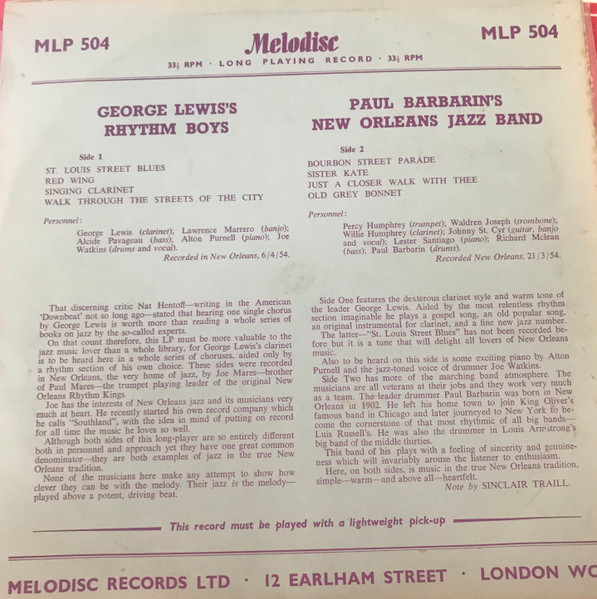 MLP 504
Melodisc
MLP 504
33⅓ RPM · LONG PLAYING RECORD · 33⅓ RPM
GEORGE LEWIS'S
RHYTHM BOYS
Side 1
ST. LOUIS STREET BLUES
RED WING
SINGING CLARINET
WALK THROUGH THE STREETS OF THE CITY
Personnel:
George Lewis (clarinet); Lawrence Marrero (banjo);
Alcide Pavageau (bass); Alton Purnell (piano); Joe
Watkins (drums and vocal).
Recorded in New Orleans, 6/4/54.
PAUL BARBARIN'S
NEW ORLEANS JAZZ BAND
Side 2
BOURBON STREET PARADE
SISTER KATE
JUST A CLOSER WALK WITH THEE
OLD GREY BONNET
Personnel:
Percy Humphrey (trumpet); Waldren Joseph (trombone);
Willie Humphrey (clarinet); Johnny St. Cyr (guitar, banjo
and vocal); Lester Santiago (piano); Richard Mclean
(bass); Paul Barbarin (drums).
Recorded New Orleans, 21/3/54.
That discerning critic Nat Hentoff—writing in the American
'Downbeat' not so long ago—stated that hearing one single chorus
by George Lewis is worth more than reading a whole series of
books on jazz by the so-called experts.
On that count therefore, this LP must be more valuable to the
jazz music lover than a whole library, for George Lewis's clarinet
is to be heard here in a whole series of choruses, aided only by
a rhythm section of his own choice. These sides were recorded
in New Orleans, the very home of jazz, by Joe Mares—brother
of Paul Mares—the trumpet playing leader of the original New
Orleans Rhythm Kings.
Joe has the interests of New Orleans jazz and its musicians very
much at heart. He recently started his own record company which
he calls "Southland", with the idea in mind of putting on record
for all time the music he loves so well.
Although both sides of this long-player are so entirely different
both in personnel and approach yet they have one great common
denominator—they are both examples of jazz in the true New
Orleans tradition.
None of the musicians here make any attempt to show how
clever they can be with the melody. Their jazz is the melody—
played above a potent, driving beat.
Side One features the dexterous clarinet style and warm tone of
the leader George Lewis. Aided by the most relentless rhythm
section imaginable he plays a gospel song, an old popular song,
an original instrumental for clarinet, and a fine new jazz number.
The latter—"St. Louis Street Blues" has not been recorded be-
fore but it is a tune that will delight all lovers of New Orleans
music.
Also to be heard on this side is some exciting piano by Alton
Purnell and the jazz-toned voice of drummer Joe Watkins.
Side Two has more of the marching band atmosphere. The
musicians are all veterans at their jobs and they work very much
as a team. The leader drummer Paul Barbarin was born in New
Orleans in 1902. He left his home town to join King Oliver's
famous band in Chicago and later journeyed to New York to be-
come the cornerstone of that most rhythmic of all big bands—
Luis Russell's. He was also the drummer in Louis Armstrong's
big band of the middle thirties.
This band of his plays with a feeling of sincerity and genuine-
ness which will invariably arouse the listener to enthusiasm.
Here, on both sides, is music in the true New Orleans tradition,
simple—warm—and above all—heartfelt.
Note by SINCLAIR TRAILL.
This record must be played with a lightweight pick-up
MELODISC RECORDS LTD · 12 EARLHAM STREET · LONDON WC